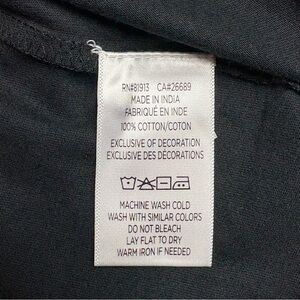 RN#81913 CA#26689
MADE IN INDIA
FABRIQUÉ EN INDE
100% COTTON/COTON
EXCLUSIVE OF DECORATION
EXCLUSIVE DES DÉCORATIONS
MACHINE WASH COLD
WASH WITH SIMILAR COLORS
DO NOT BLEACH
LAY FLAT TO DRY
WARM IRON IF NEEDED